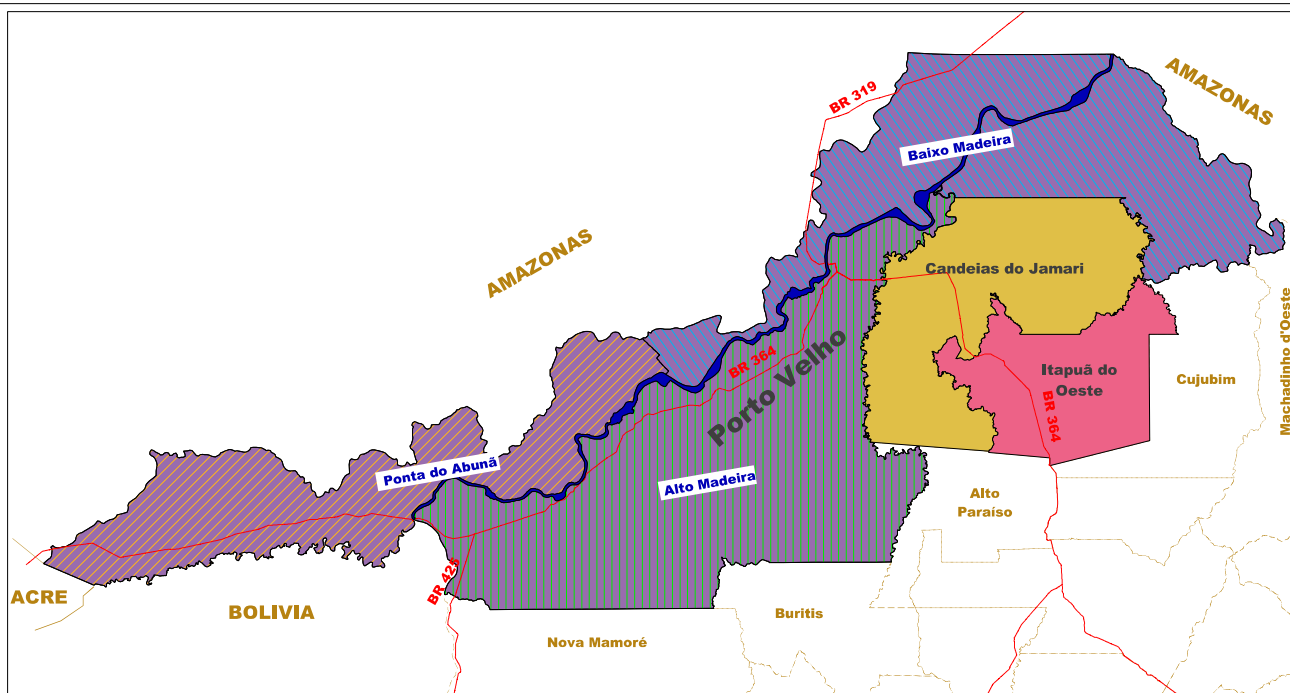 AMAZONAS
BR 319
Baixo Madeira
AMAZONAS
Candeias do Jamari
Machadinho d'Oeste
BR 364
Porto Velho
Itapuã do
Oeste
Cujubim
BR 364
Ponta do Abunã
Alto Madeira
Alto
Paraíso
BR 425
ACRE
BOLIVIA
Buritis
Nova Mamoré